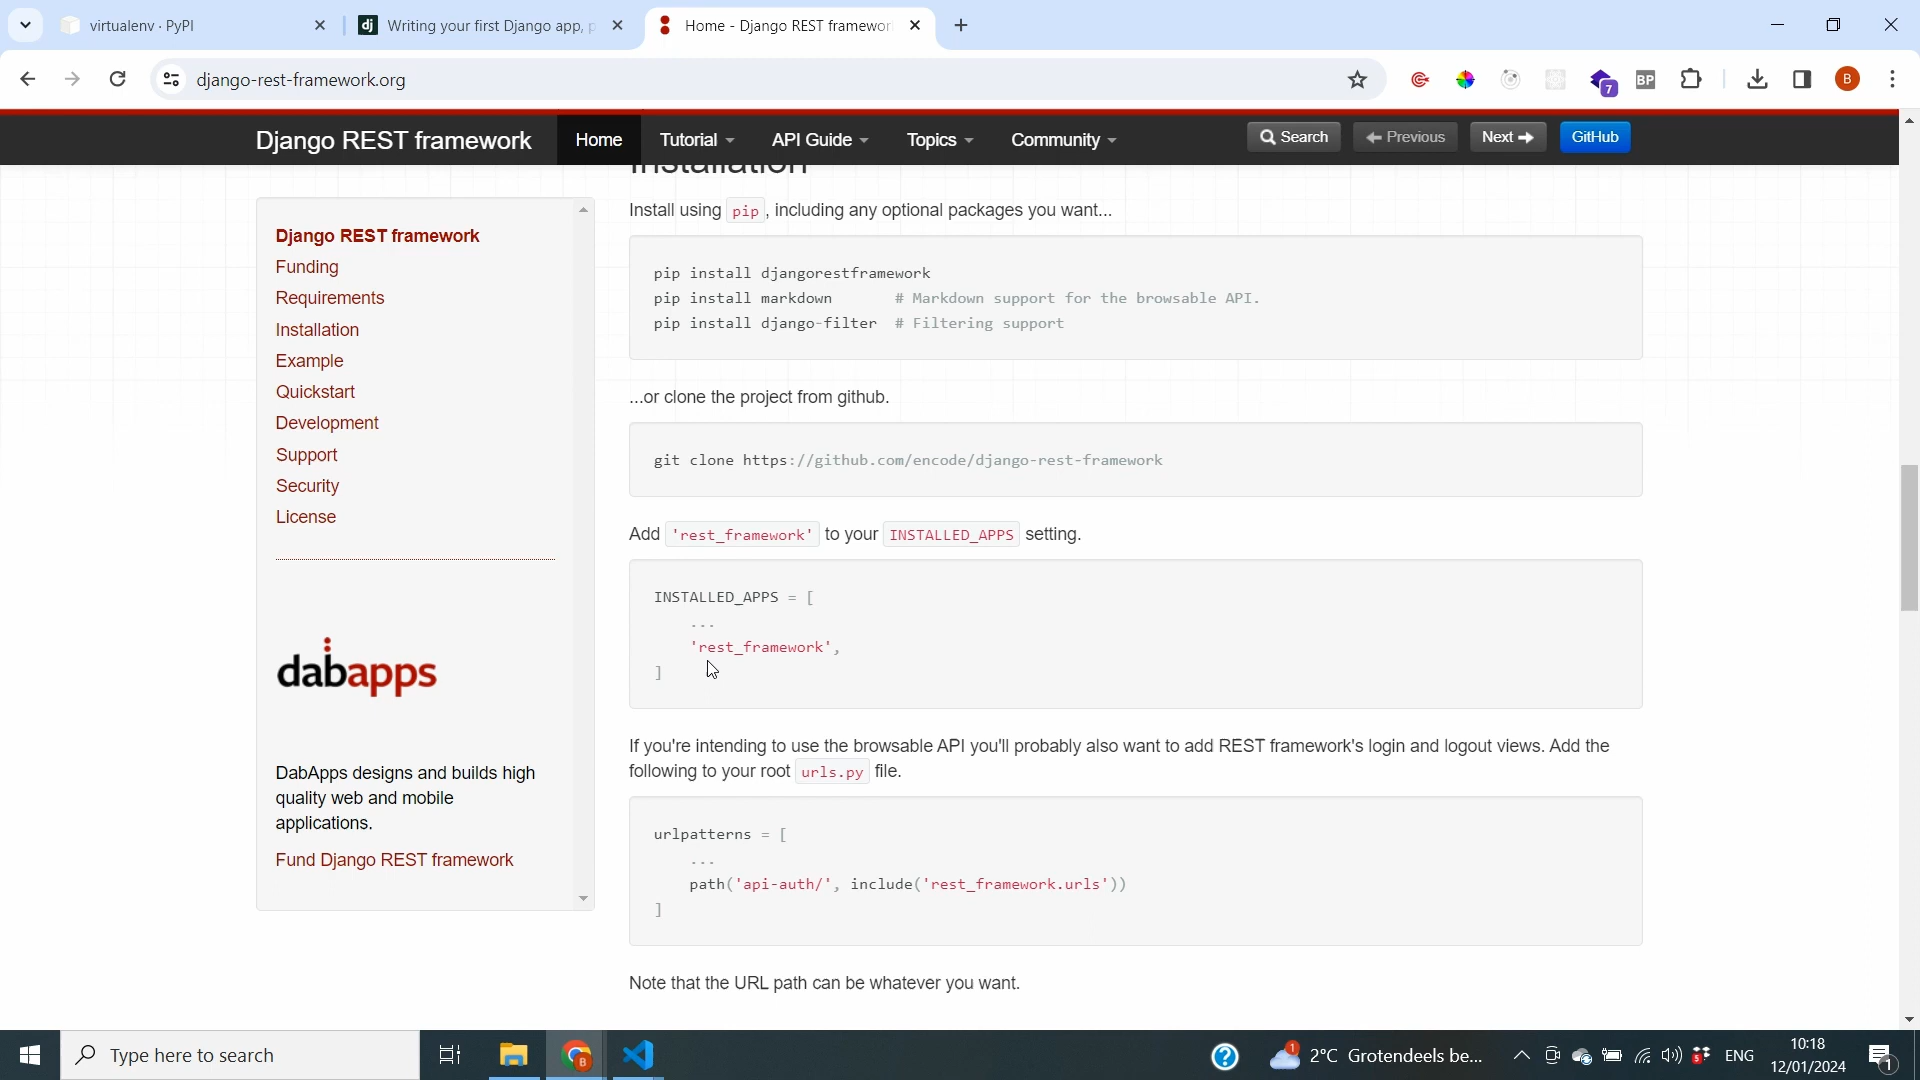 virtualenv · PyPI
Writing your first Django app, p
Home - Django REST framewor
django-rest-framework.org
7
BP
B
Django REST framework
Home
Tutorial
API Guide
Topics
Community
Search
Previous
Next
GitHub
Installation
Django REST framework
Funding
Requirements
Installation
Example
Quickstart
Development
Support
Security
License
dabapps
DabApps designs and builds high
quality web and mobile
applications.
Fund Django REST framework
Install using pip, including any optional packages you want...
pip install djangorestframework
pip install markdown # Markdown support for the browsable API.
pip install django-filter # Filtering support
...or clone the project from github.
git clone https://github.com/encode/django-rest-framework
Add 'rest_framework' to your INSTALLED_APPS setting.
INSTALLED_APPS = [
...
'rest_framework',
]
If you're intending to use the browsable API you'll probably also want to add REST framework's login and logout views. Add the
following to your root urls.py file.
urlpatterns = [
...
path('api-auth/', include('rest_framework.urls'))
]
Note that the URL path can be whatever you want.
Type here to search
B
1
2°C Grotendeels be...
ENG
10:18
12/01/2024
1